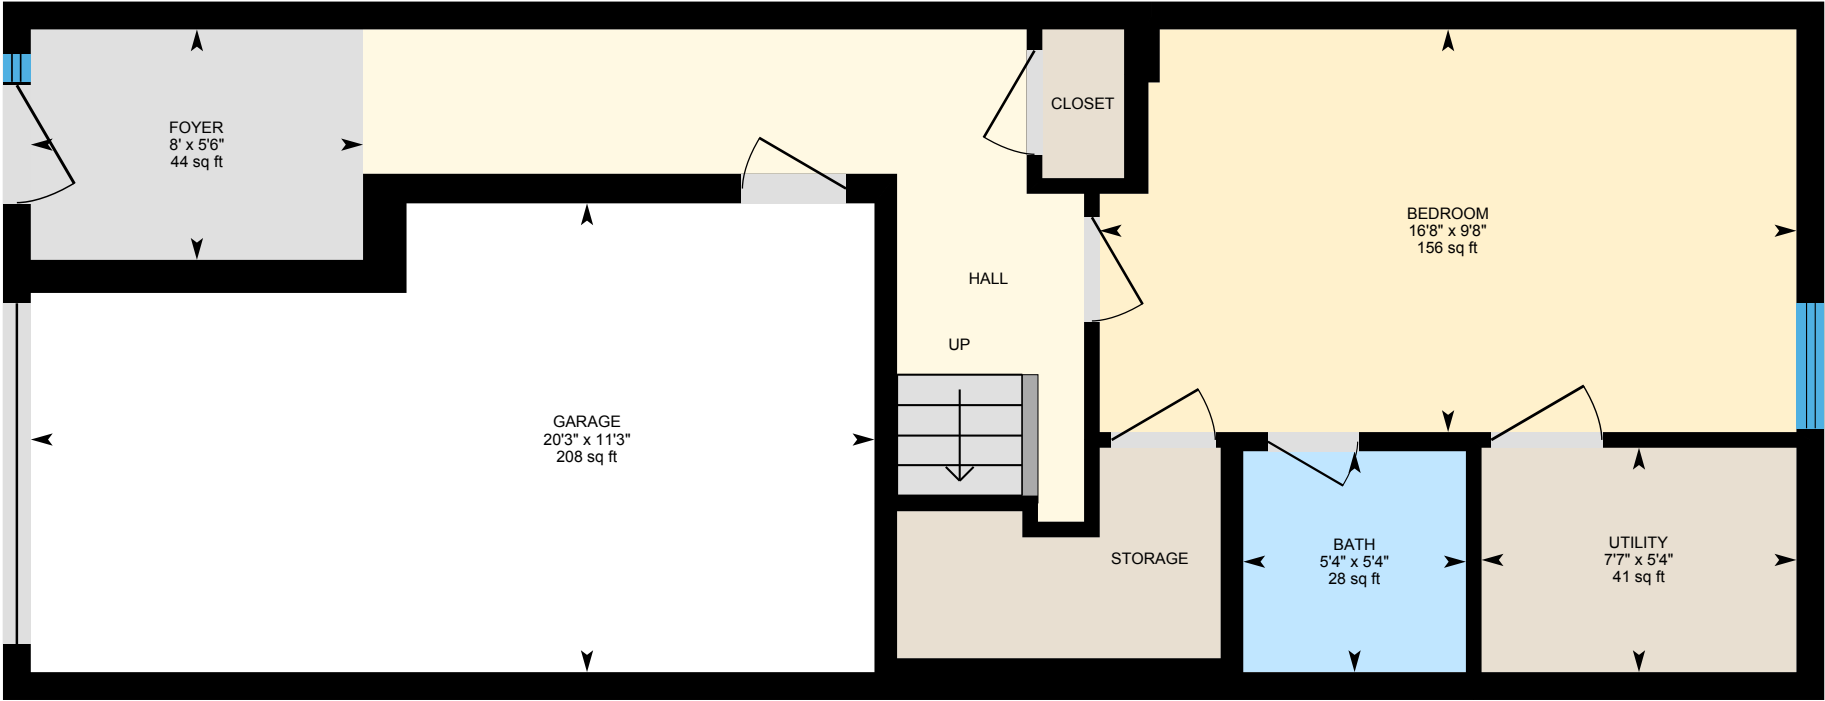 FOYER
8' x 5'6"
44 sq ft
CLOSET
BEDROOM
16'8" x 9'8"
156 sq ft
HALL
UP
GARAGE
20'3" x 11'3"
208 sq ft
STORAGE
BATH
5'4" x 5'4"
28 sq ft
UTILITY
7'7" x 5'4"
41 sq ft